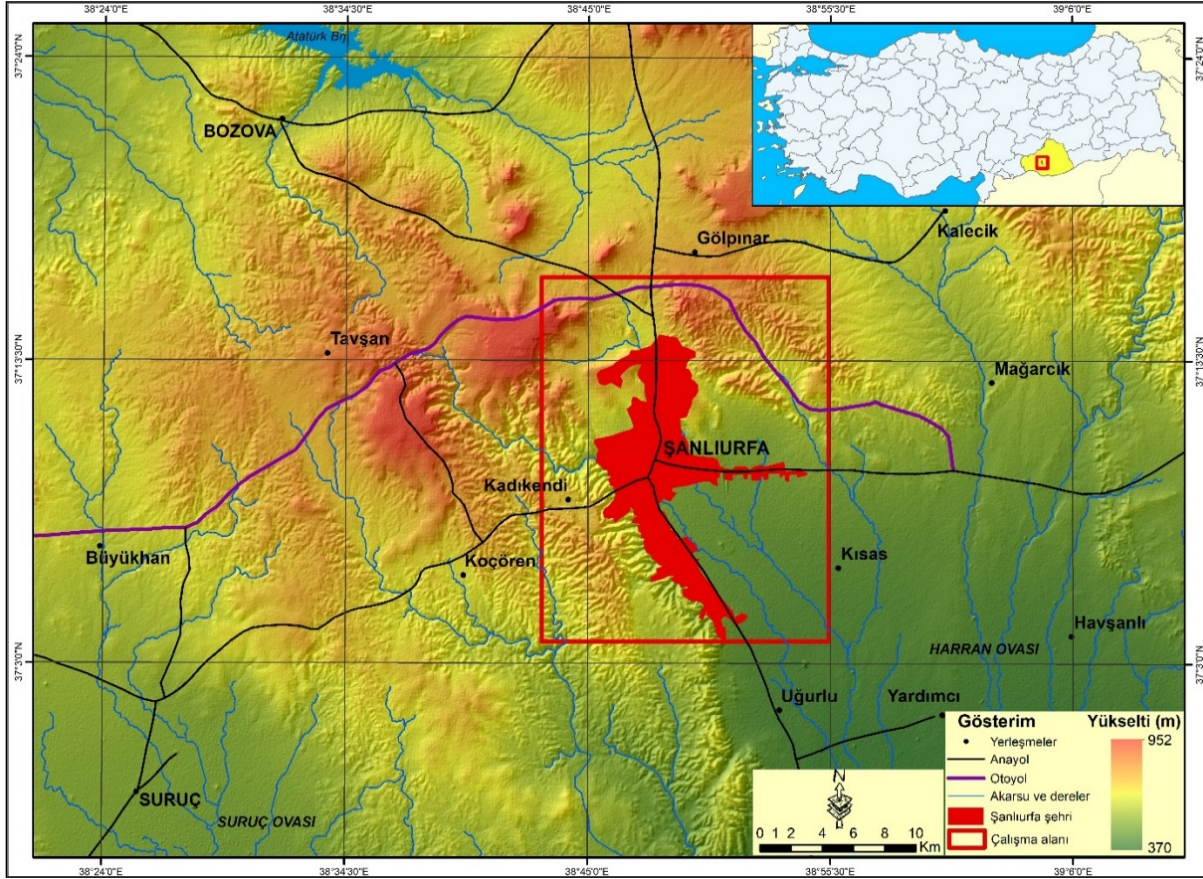 38°24'0"E
38°34'30"E
38°45'0"E
38°55'30"E
39°6'0"E
37°24'0"N
37°24'0"N
Atatürk Brj.
BOZOVA
Kalecik
Gölpınar
Tavşan
37°13'30"N
37°13'30"N
Mağarcık
ŞANLIURFA
Kadıkendi
Büyükhan
Koçören
Kısas
Havşanlı
HARRAN OVASI
37°3'0"N
37°3'0"N
Uğurlu
Yardımcı
SURUÇ
SURUÇ OVASI
N
0 1 2 4 6 8 10
Km
Gösterim
Yerleşmeler
Anayol
Otoyol
Akarsu ve dereler
Şanlıurfa şehri
Çalışma alanı
Yükselti (m)
952
370
38°24'0"E
38°34'30"E
38°45'0"E
38°55'30"E
39°6'0"E